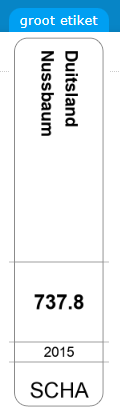 groot etiket
Duitsland
Nussbaum
737.8
2015
SCHA